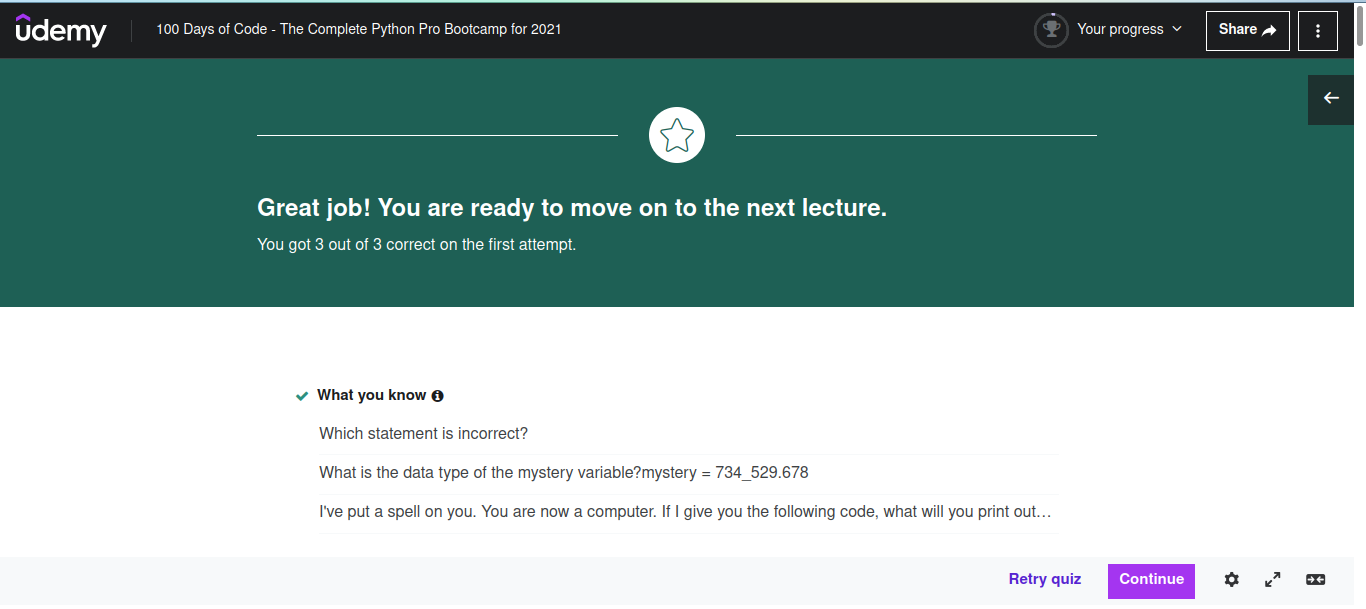 udemy
100 Days of Code - The Complete Python Pro Bootcamp for 2021
Your progress
Share
Great job! You are ready to move on to the next lecture.
You got 3 out of 3 correct on the first attempt.
What you know
Which statement is incorrect?
What is the data type of the mystery variable?mystery = 734_529.678
I've put a spell on you. You are now a computer. If I give you the following code, what will you print out…
Retry quiz
Continue